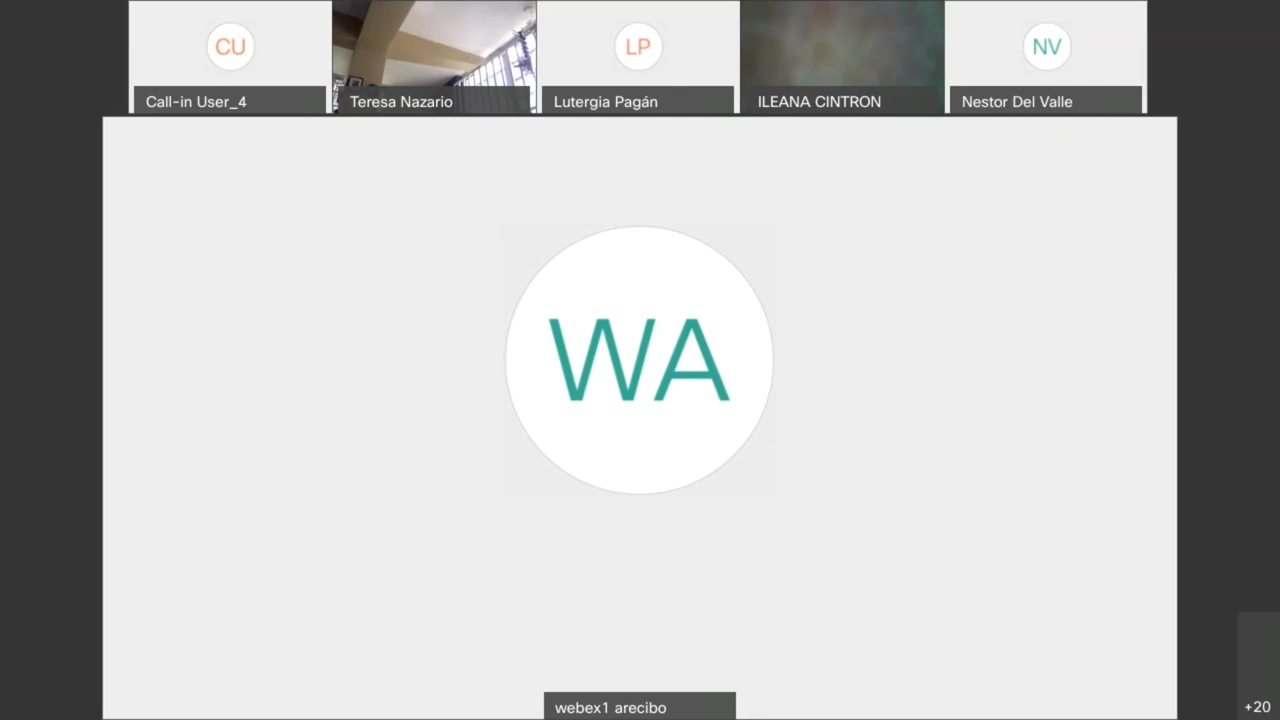 CU
LP
NV
Call-in User_4
Teresa Nazario
Lutergia Pagán
ILEANA CINTRON
Nestor Del Valle
WA
webex1 arecibo
+20